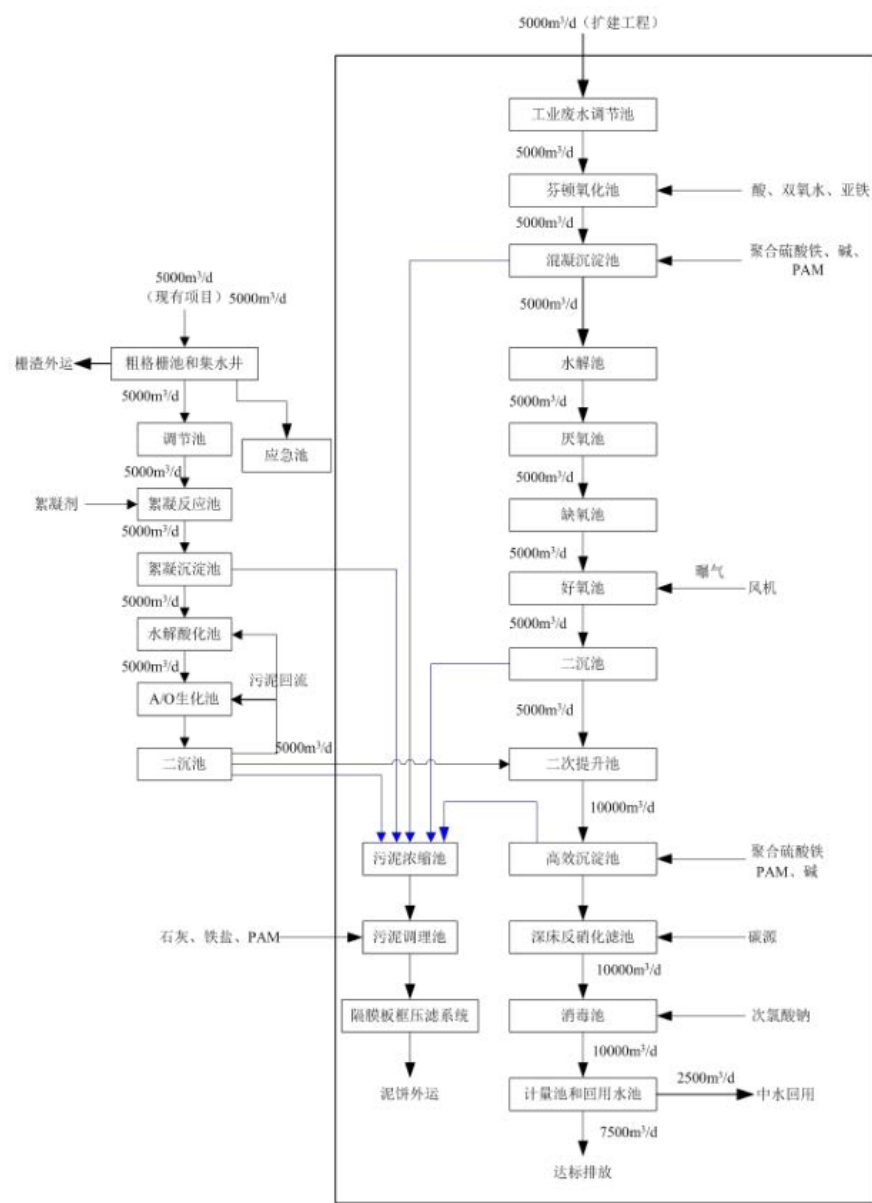 5000m³/d（扩建工程）
工业废水调节池
5000m³/d
芬顿氧化池
酸、双氧水、亚铁
5000m³/d
混凝沉淀池
聚合硫酸铁、碱、
PAM
5000m³/d
水解池
5000m³/d
厌氧池
5000m³/d
缺氧池
5000m³/d
好氧池
曝气
风机
5000m³/d
二沉池
5000m³/d
二次提升池
10000m³/d
高效沉淀池
聚合硫酸铁
PAM、碱
深床反硝化滤池
碳源
10000m³/d
消毒池
次氯酸钠
10000m³/d
计量池和回用水池
2500m³/d
中水回用
7500m³/d
达标排放
5000m³/d
（现有项目）5000m³/d
栅渣外运
粗格栅池和集水井
5000m³/d
调节池
应急池
5000m³/d
絮凝剂
絮凝反应池
5000m³/d
絮凝沉淀池
5000m³/d
水解酸化池
5000m³/d
污泥回流
A/O生化池
5000m³/d
二沉池
污泥浓缩池
石灰、铁盐、PAM
污泥调理池
隔膜板框压滤系统
泥饼外运